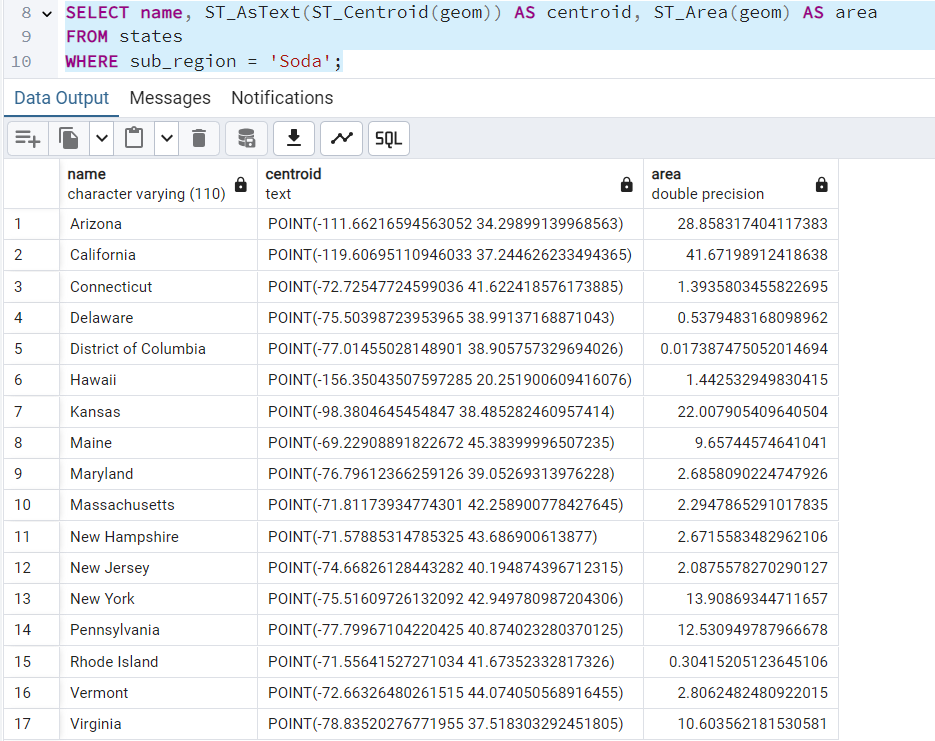 8 SELECT name, ST_AsText(ST_Centroid(geom)) AS centroid, ST_Area(geom) AS area
9 FROM states
10 WHERE sub_region = 'Soda';
Data Output Messages Notifications
SQL
name centroid area
character varying (110) text double precision
1 Arizona POINT(-111.66216594563052 34.29899139968563) 28.858317404117383
2 California POINT(-119.60695110946033 37.244626233494365) 41.67198912418638
3 Connecticut POINT(-72.72547724599036 41.622418576173885) 1.3935803455822695
4 Delaware POINT(-75.50398723953965 38.99137168871043) 0.5379483168098962
5 District of Columbia POINT(-77.01455028148901 38.905757329694026) 0.017387475052014694
6 Hawaii POINT(-156.35043507597285 20.251900609416076) 1.442532949830415
7 Kansas POINT(-98.3804645454847 38.485282460957414) 22.007905409640504
8 Maine POINT(-69.22908891822672 45.38399996507235) 9.65744574641041
9 Maryland POINT(-76.79612366259126 39.05269313976228) 2.6858090224747926
10 Massachusetts POINT(-71.81173934774301 42.258900778427645) 2.2947865291017835
11 New Hampshire POINT(-71.57885314785325 43.686900613877) 2.6715583482962106
12 New Jersey POINT(-74.66826128443282 40.194874396712315) 2.0875578270290127
13 New York POINT(-75.51609726132092 42.949780987204306) 13.90869344711657
14 Pennsylvania POINT(-77.79967104220425 40.874023280370125) 12.530949787966678
15 Rhode Island POINT(-71.55641527271034 41.67352332817326) 0.30415205123645106
16 Vermont POINT(-72.66326480261515 44.074050568916455) 2.8062482480922015
17 Virginia POINT(-78.83520276771955 37.518303292451805) 10.603562181530581